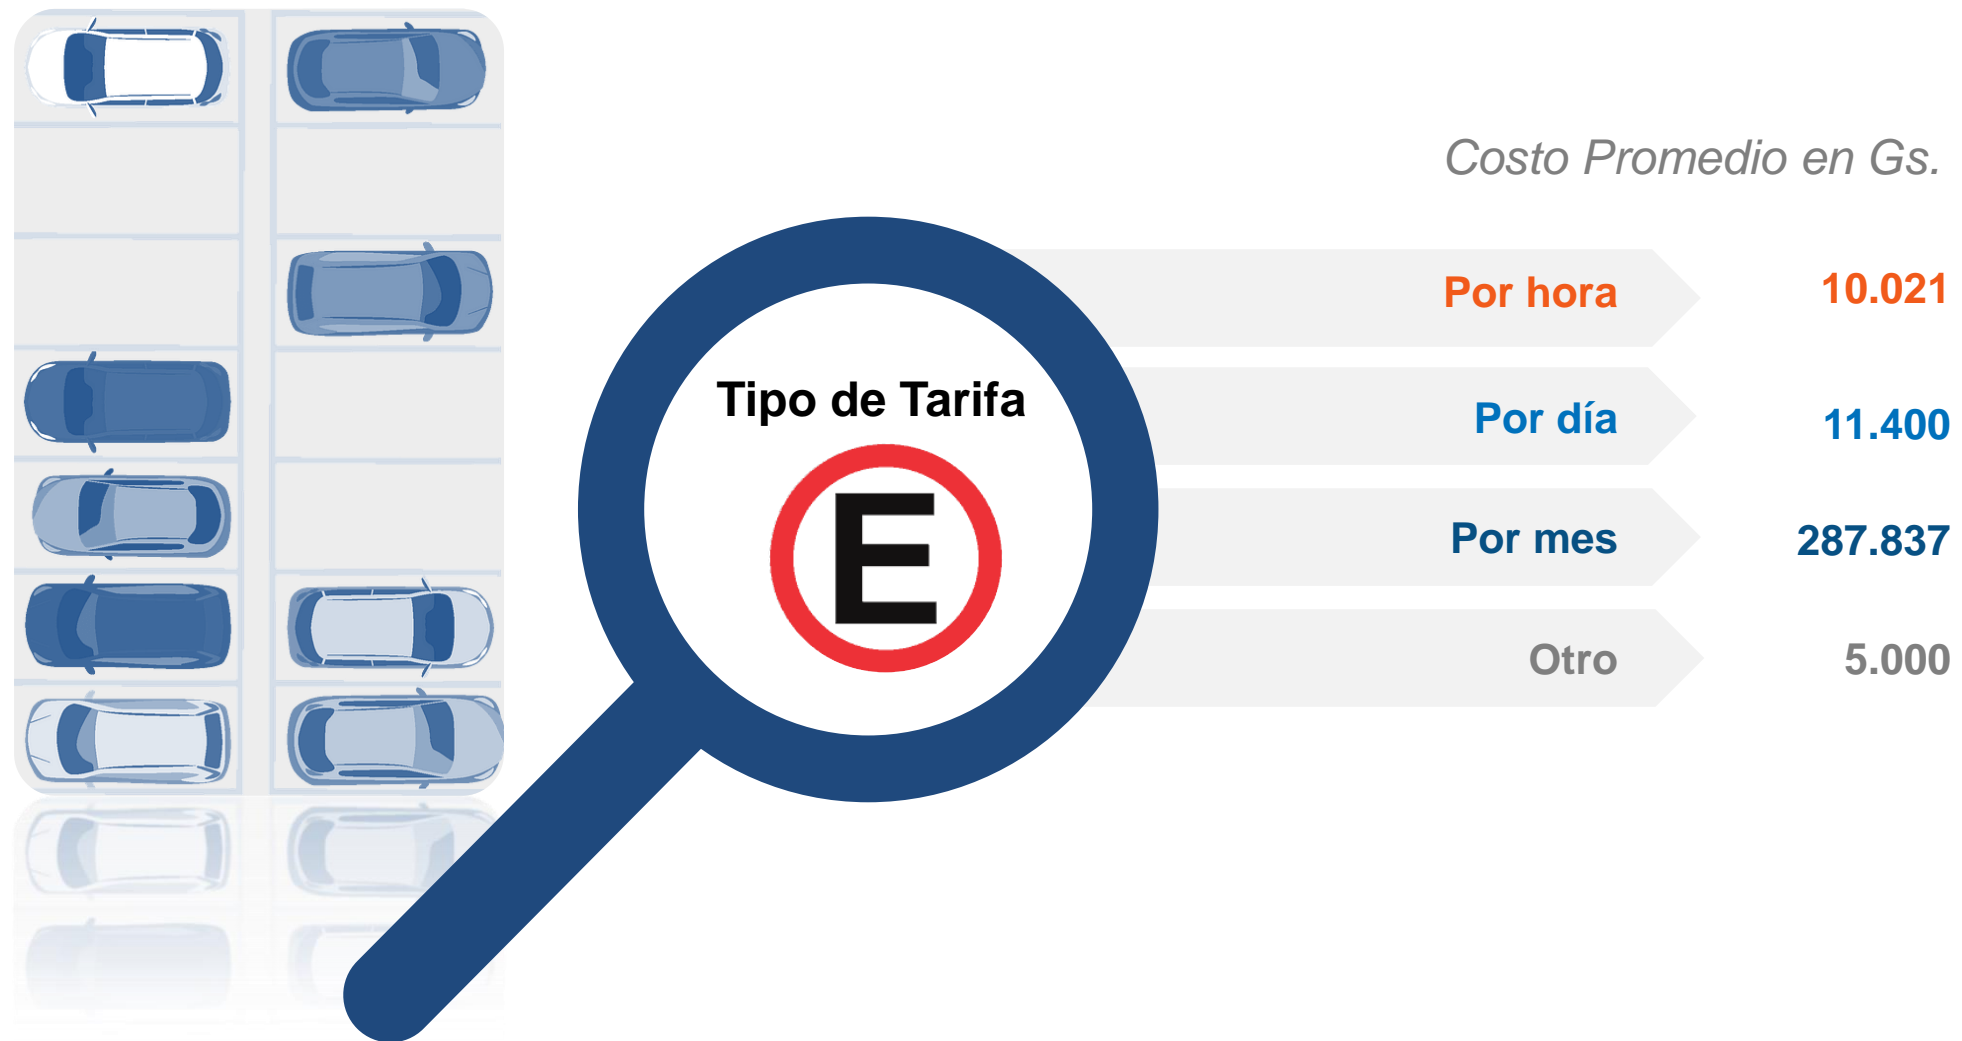 Costo Promedio en Gs.
Tipo de Tarifa
E
Por hora 10.021
Por día 11.400
Por mes 287.837
Otro 5.000